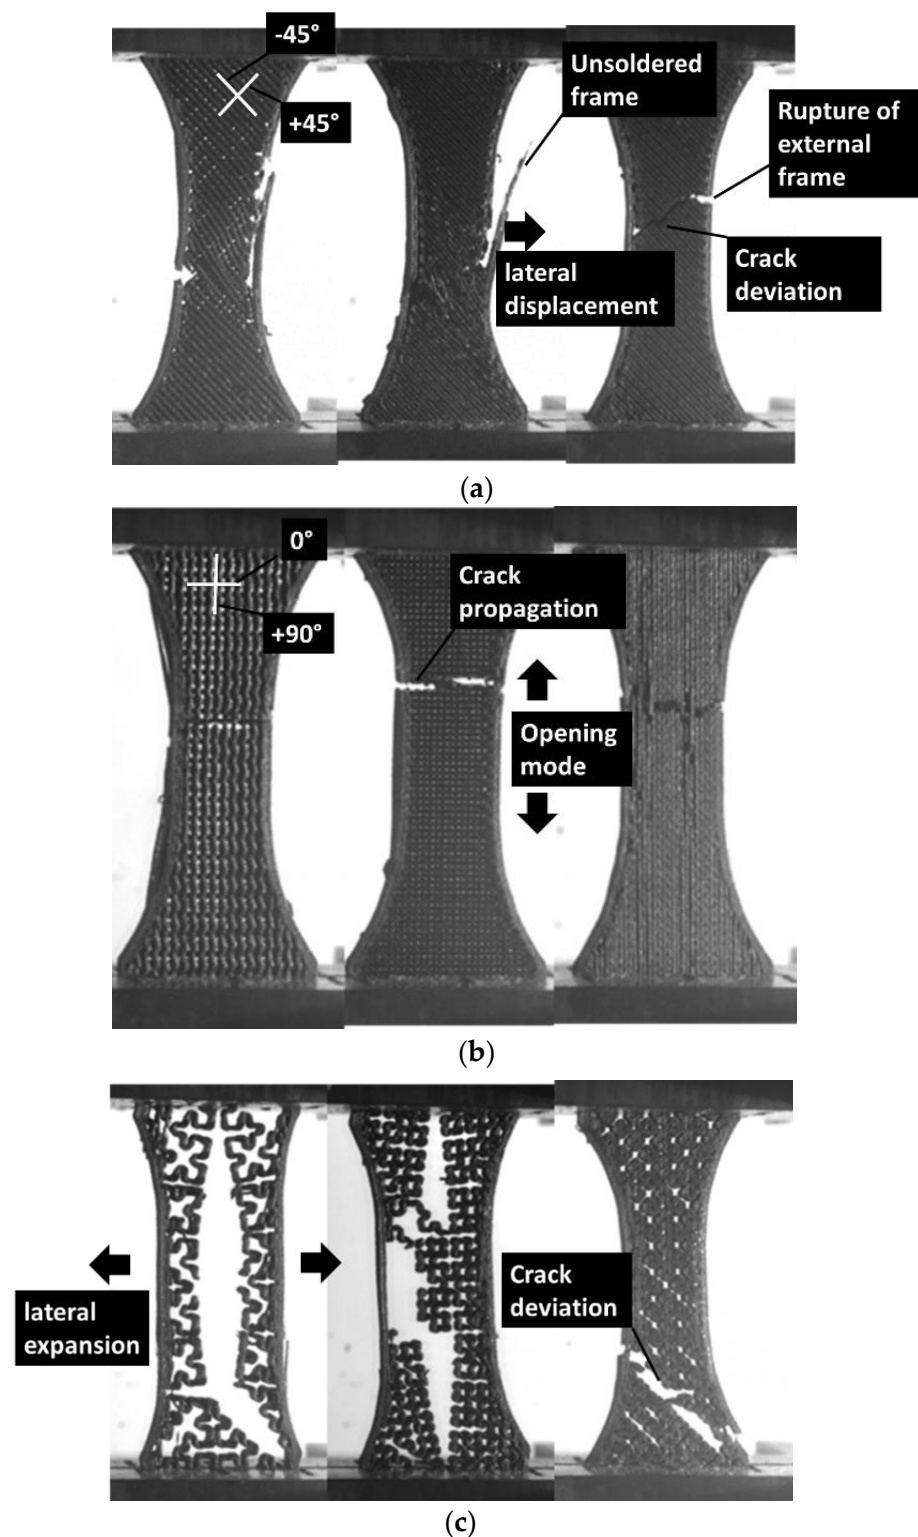 -45°
+45°
Unsoldered
frame
Rupture of
external
frame
lateral
displacement
Crack
deviation
(a)
0°
+90°
Crack
propagation
Opening
mode
(b)
lateral
expansion
Crack
deviation
(c)